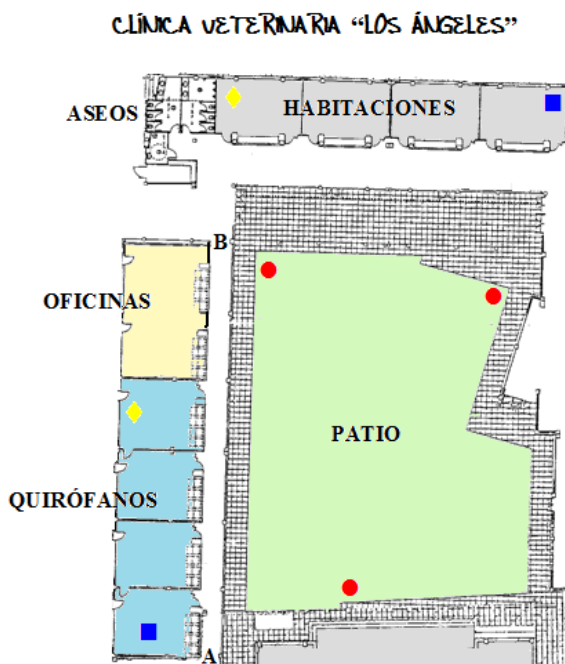 CLÍNICA VETERINARIA “LOS ÁNGELES”
ASEOS
HABITACIONES
B
OFICINAS
PATIO
QUIRÓFANOS
A